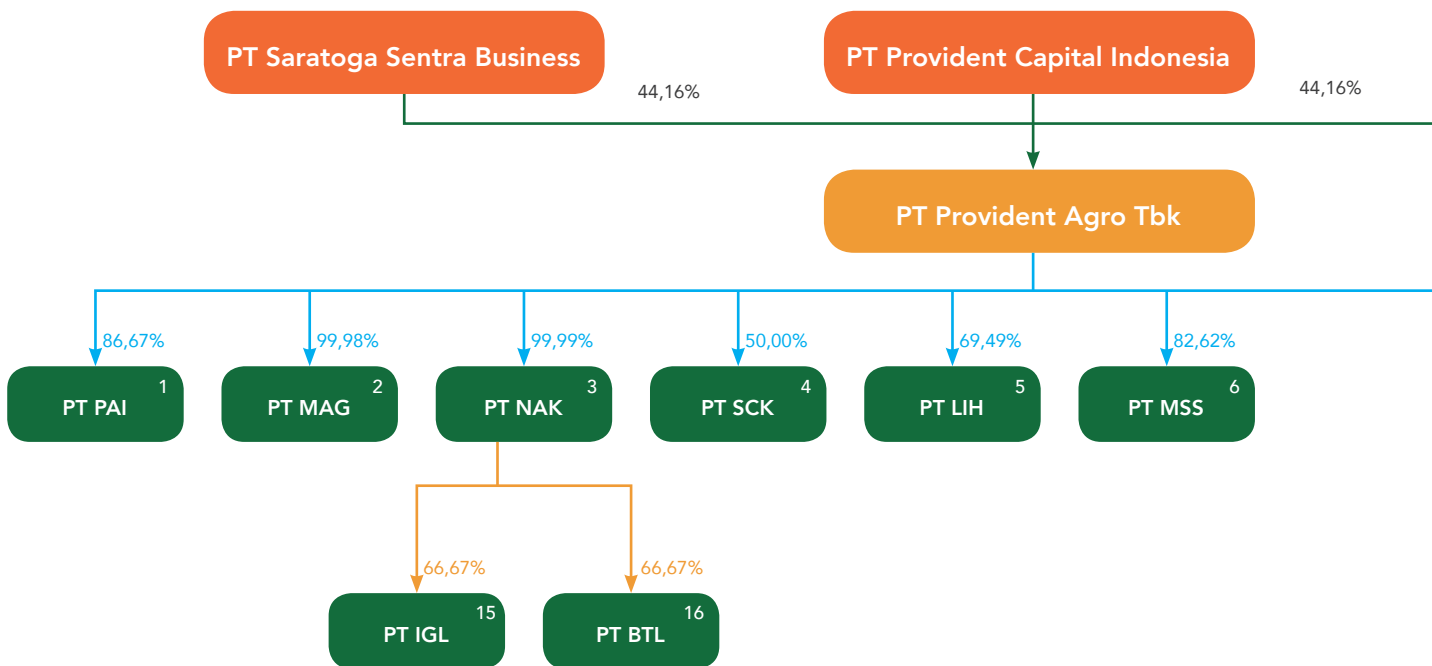 PT Saratoga Sentra Business
PT Provident Capital Indonesia
44,16%
44,16%
PT Provident Agro Tbk
86,67%
99,98%
99,99%
50,00%
69,49%
82,62%
PT PAI 1
PT MAG 2
PT NAK 3
PT SCK 4
PT LIH 5
PT MSS 6
66,67%
66,67%
PT IGL 15
PT BTL 16